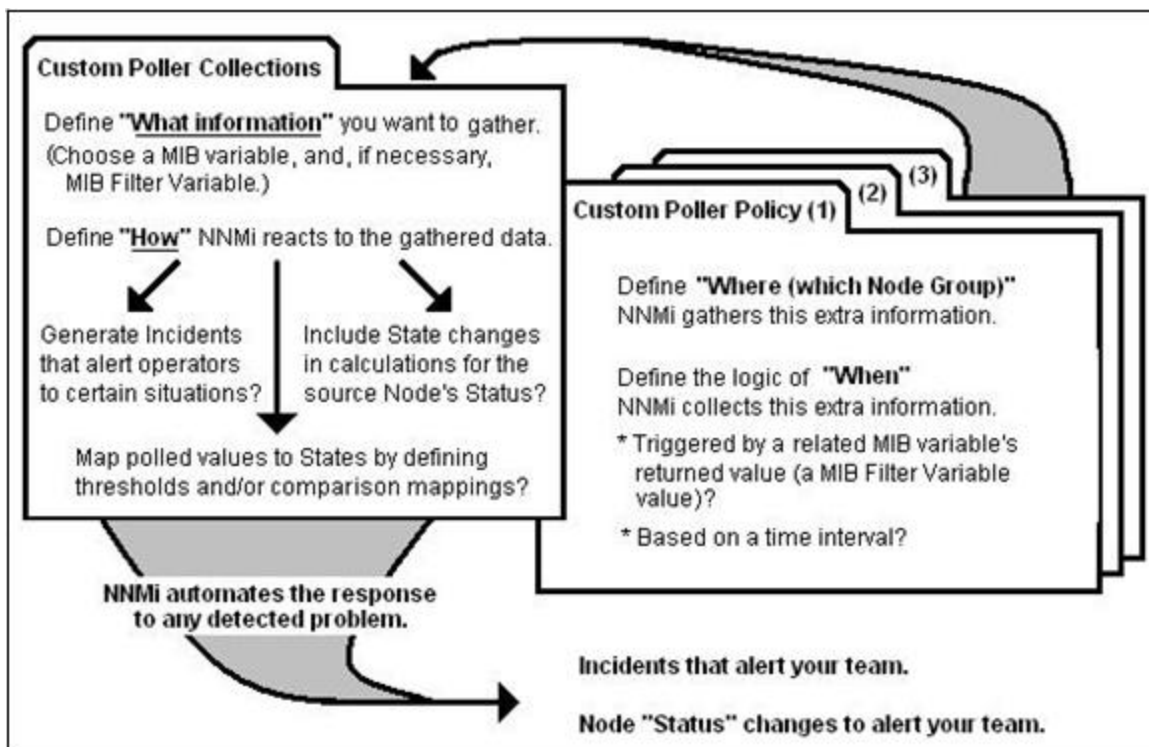 Custom Poller Collections
Define "What information" you want to gather.
(Choose a MIB variable, and, if necessary,
MIB Filter Variable.)
Define "How" NNMi reacts to the gathered data.
Generate Incidents
that alert operators
to certain situations?
Include State changes
in calculations for the
source Node's Status?
Map polled values to States by defining
thresholds and/or comparison mappings?
(3)
(2)
Custom Poller Policy (1)
Define "Where (which Node Group)"
NNMi gathers this extra information.
Define the logic of "When"
NNMi collects this extra information.
* Triggered by a related MIB variable's
returned value (a MIB Filter Variable
value)?
* Based on a time interval?
NNMi automates the response
to any detected problem.
Incidents that alert your team.
Node "Status" changes to alert your team.